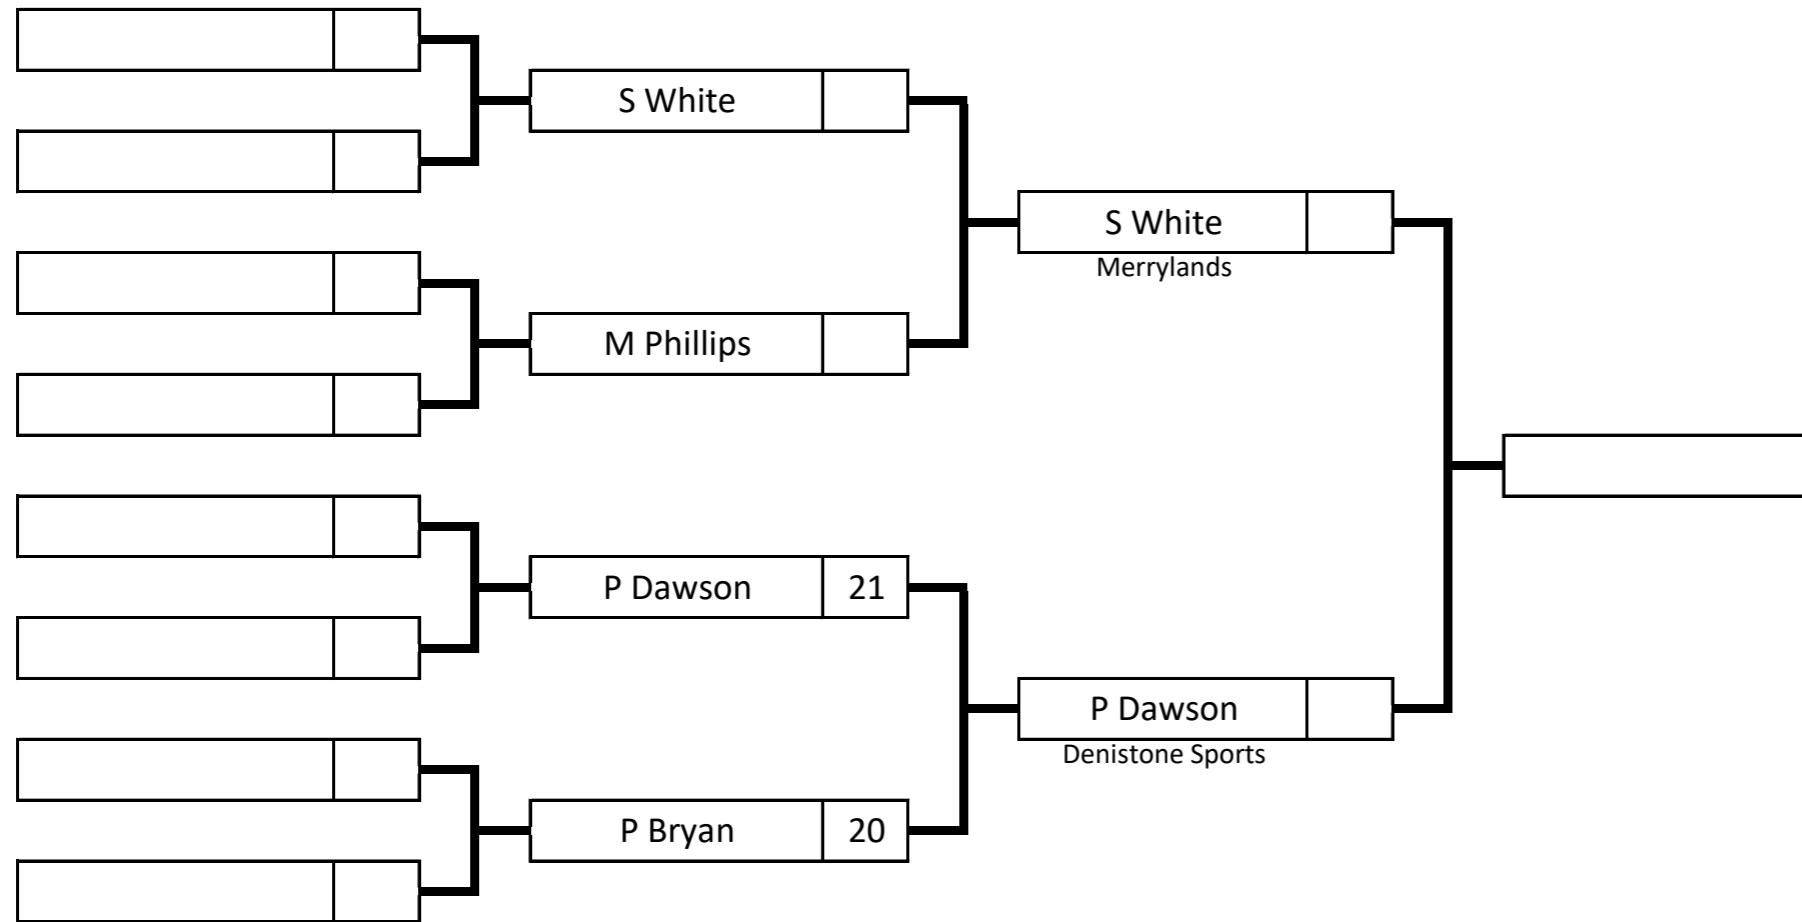 S White
S White
Merrylands
M Phillips
P Dawson 21
P Dawson
Denistone Sports
P Bryan 20